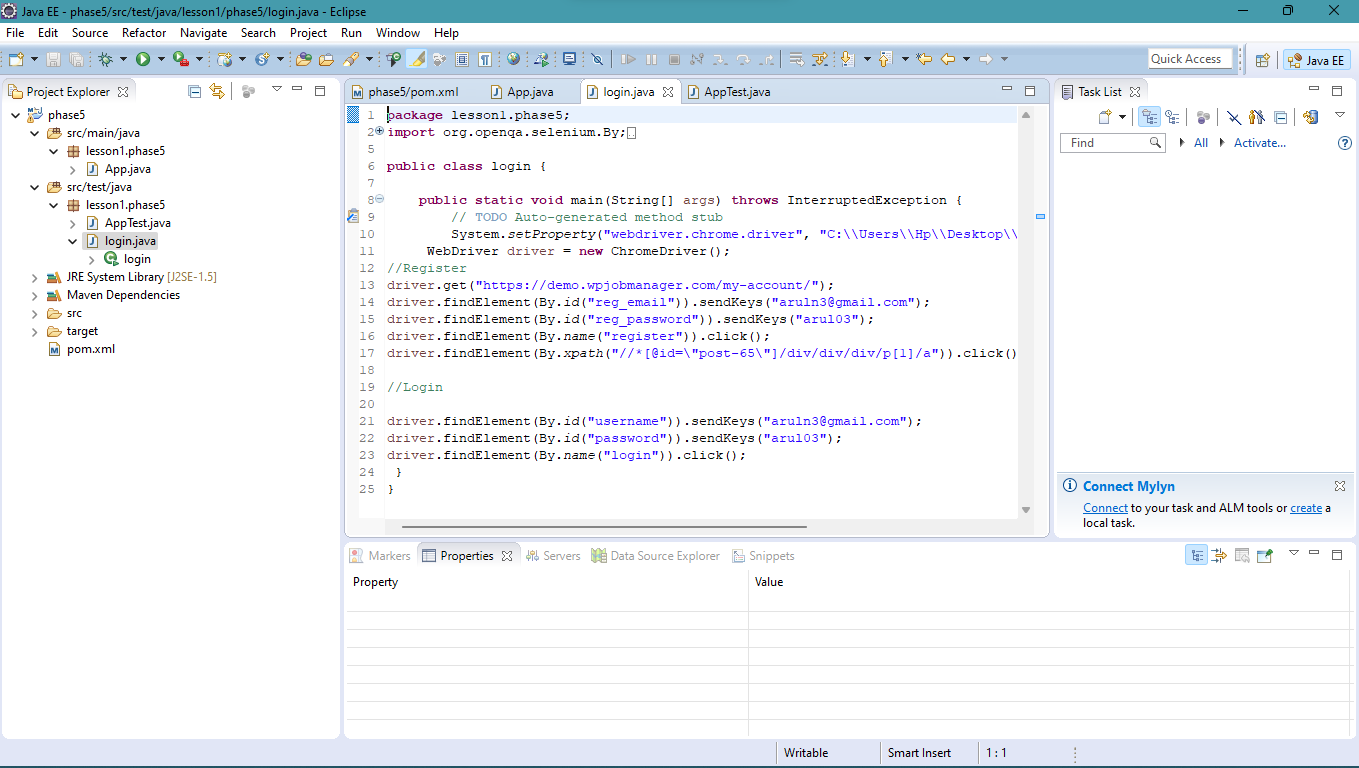 Java EE - phase5/src/test/java/lesson1/phase5/login.java - Eclipse
File Edit Source Refactor Navigate Search Project Run Window Help
Quick Access
Java EE
Project Explorer
phase5
src/main/java
lesson1.phase5
App.java
src/test/java
lesson1.phase5
AppTest.java
login.java
login
JRE System Library [J2SE-1.5]
Maven Dependencies
src
target
pom.xml
phase5/pom.xml App.java login.java AppTest.java
1 package lesson1.phase5;
2 import org.openqa.selenium.By;
5
6 public class login {
7
8 public static void main(String[] args) throws InterruptedException {
9 // TODO Auto-generated method stub
10 System.setProperty("webdriver.chrome.driver", "C:\\Users\\Hp\\Desktop\\
11 WebDriver driver = new ChromeDriver();
12 //Register
13 driver.get("https://demo.wpjobmanager.com/my-account/");
14 driver.findElement(By.id("reg_email")).sendKeys("aruln3@gmail.com");
15 driver.findElement(By.id("reg_password")).sendKeys("arul03");
16 driver.findElement(By.name("register")).click();
17 driver.findElement(By.xpath("//*[@id=\"post-65\"]/div/div/div/p[1]/a")).click()
18
19 //Login
20
21 driver.findElement(By.id("username")).sendKeys("aruln3@gmail.com");
22 driver.findElement(By.id("password")).sendKeys("arul03");
23 driver.findElement(By.name("login")).click();
24 }
25 }
Task List
Find All Activate...
Connect Mylyn
Connect to your task and ALM tools or create a
local task.
Markers Properties Servers Data Source Explorer Snippets
Property Value
Writable Smart Insert 1 : 1